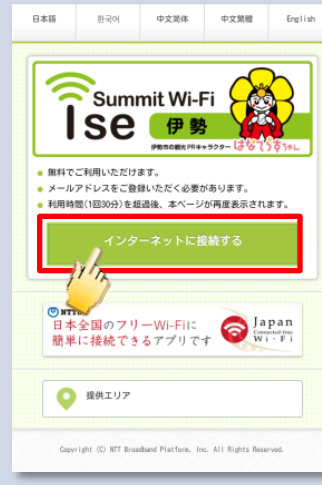 日本語 한국어 中文简体 中文繁體 English
Summit Wi-Fi
Ise 伊勢
伊勢市の観光PRキャラクター はなてらすちゃん
無料でご利用いただけます。
メールアドレスをご登録いただく必要があります。
利用時間(1回30分)を超過後、本ページが再度表示されます。
インターネットに接続する
日本全国のフリーWi-Fiに
簡単に接続できるアプリです
Japan
Connected-free
Wi-Fi
提供エリア
Copyright (C) NTT Broadband Platform, Inc. All Rights Reserved.